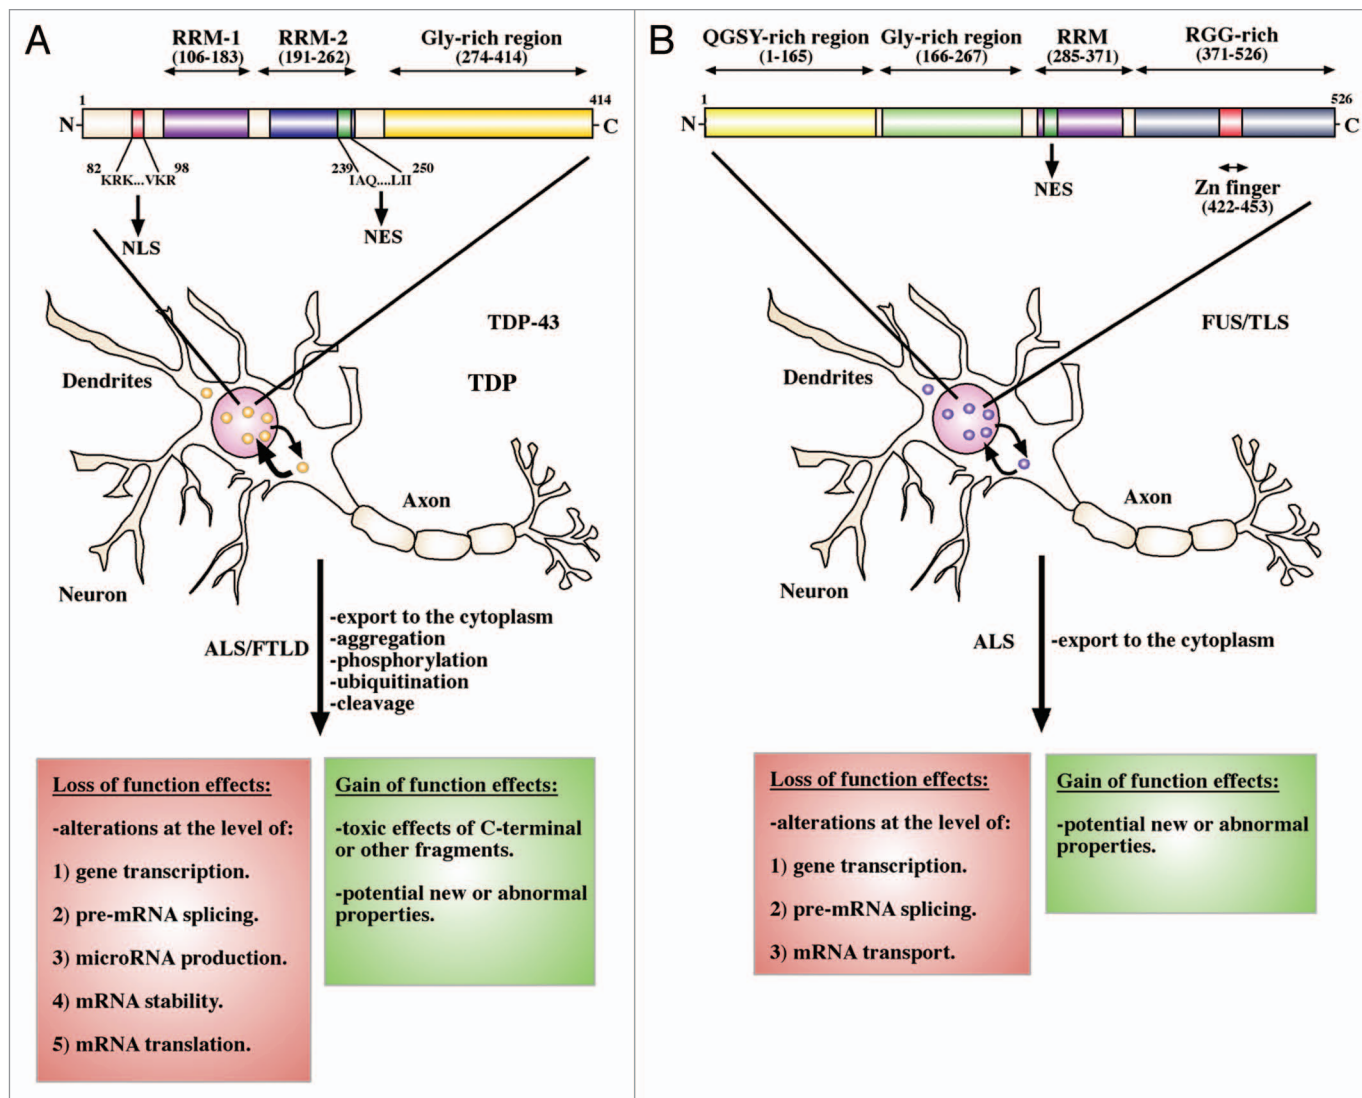 A
RRM-1
(106-183)
RRM-2
(191-262)
Gly-rich region
(274-414)
1
414
N
C
82
98
KRK...VKR
239
250
IAQ....LII
NLS
NES
TDP-43
TDP
Dendrites
Axon
Neuron
ALS/FTLD
-export to the cytoplasm
-aggregation
-phosphorylation
-ubiquitination
-cleavage
Loss of function effects:
-alterations at the level of:
1) gene transcription.
2) pre-mRNA splicing.
3) microRNA production.
4) mRNA stability.
5) mRNA translation.
Gain of function effects:
-toxic effects of C-terminal
or other fragments.
-potential new or abnormal
properties.
B
QGSY-rich region
(1-165)
Gly-rich region
(166-267)
RRM
(285-371)
RGG-rich
(371-526)
1
526
N
C
NES
Zn finger
(422-453)
FUS/TLS
Dendrites
Axon
Neuron
ALS
-export to the cytoplasm
Loss of function effects:
-alterations at the level of:
1) gene transcription.
2) pre-mRNA splicing.
3) mRNA transport.
Gain of function effects:
-potential new or abnormal
properties.